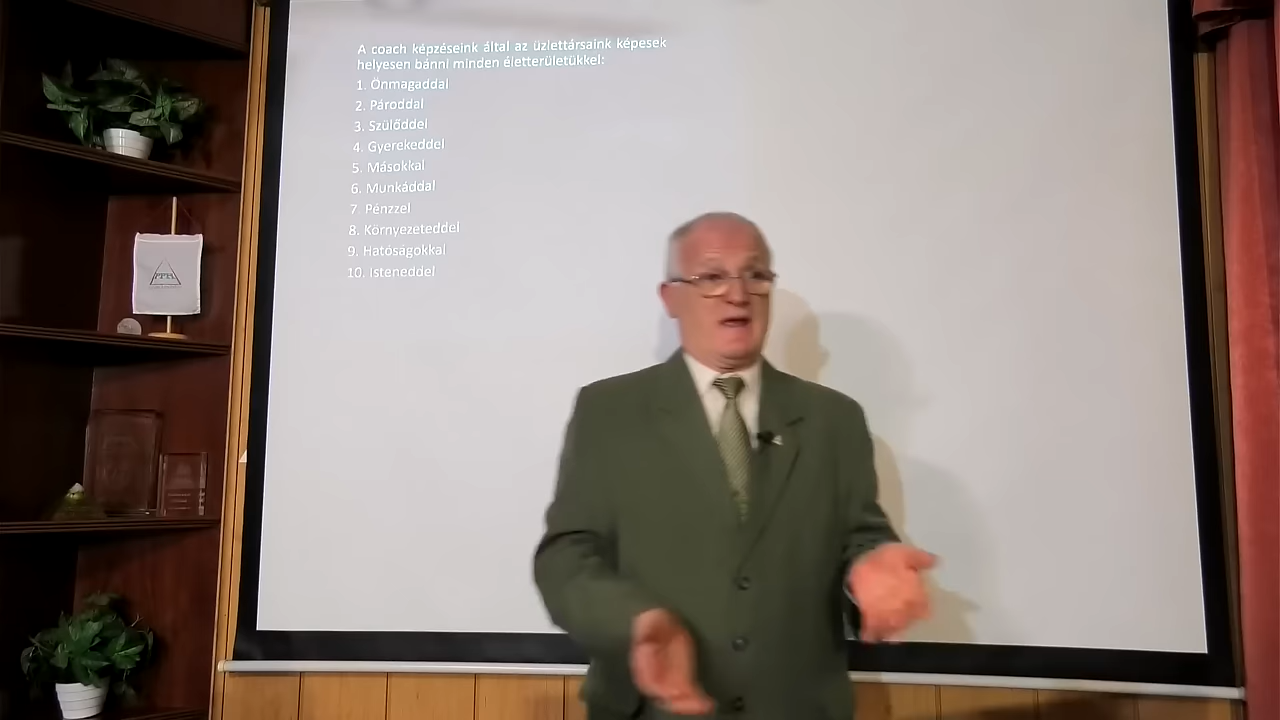 A coach képzéseink által az üzlettársaink képesek
helyesen bánni minden életterületükkel:
1. Önmagaddal
2. Pároddal
3. Szülőddel
4. Gyerekeddel
5. Másokkal
6. Munkáddal
7. Pénzzel
8. Környezeteddel
9. Hatóságokkal
10. Isteneddel